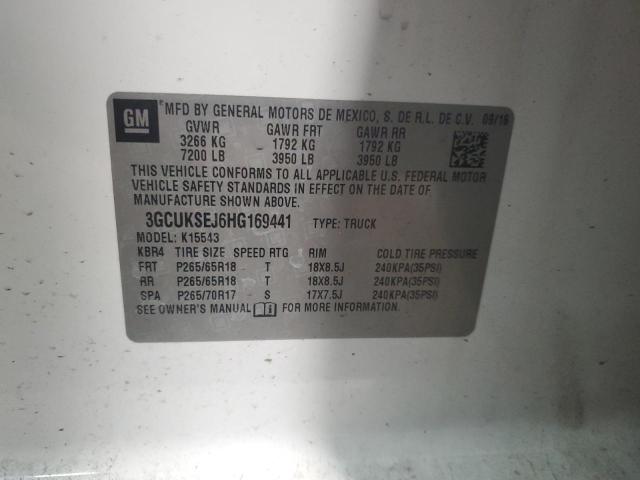 GM
MFD BY GENERAL MOTORS DE MEXICO, S. DE R.L. DE C.V. 09/16
GVWR GAWR FRT GAWR RR
3266 KG 1792 KG 1792 KG
7200 LB 3950 LB 3950 LB
THIS VEHICLE CONFORMS TO ALL APPLICABLE U.S. FEDERAL MOTOR
VEHICLE SAFETY STANDARDS IN EFFECT ON THE DATE OF
MANUFACTURE SHOWN ABOVE.
3GCUKSEJ6HG169441 TYPE: TRUCK
MODEL: K15543
KBR4 TIRE SIZE SPEED RTG RIM COLD TIRE PRESSURE
FRT P265/65R18 T 18X8.5J 240KPA(35PSI)
RR P265/65R18 T 18X8.5J 240KPA(35PSI)
SPA P265/70R17 S 17X7.5J 240KPA(35PSI)
SEE OWNER'S MANUAL FOR MORE INFORMATION